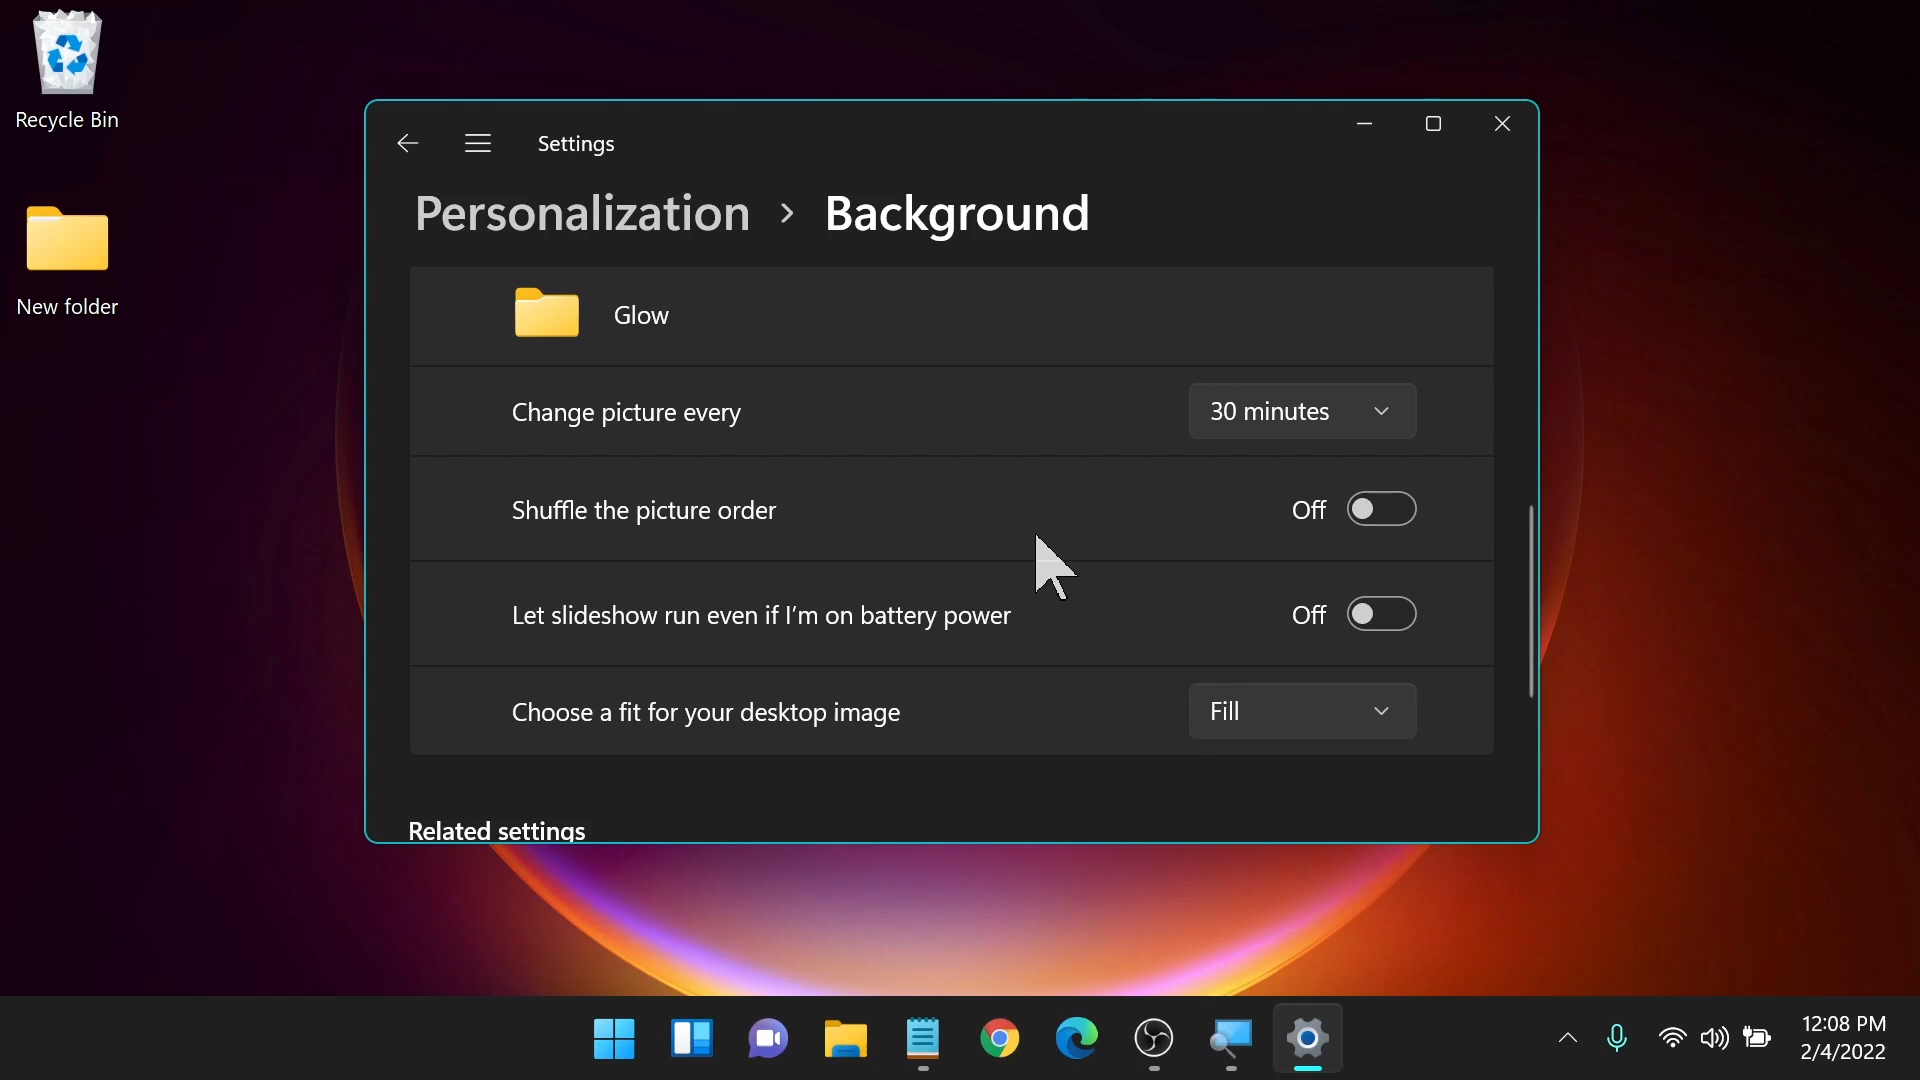 Recycle Bin
New folder
Settings
Personalization > Background
Glow
Change picture every
30 minutes
Shuffle the picture order
Off
Let slideshow run even if I’m on battery power
Off
Choose a fit for your desktop image
Fill
Related settings
12:08 PM
2/4/2022